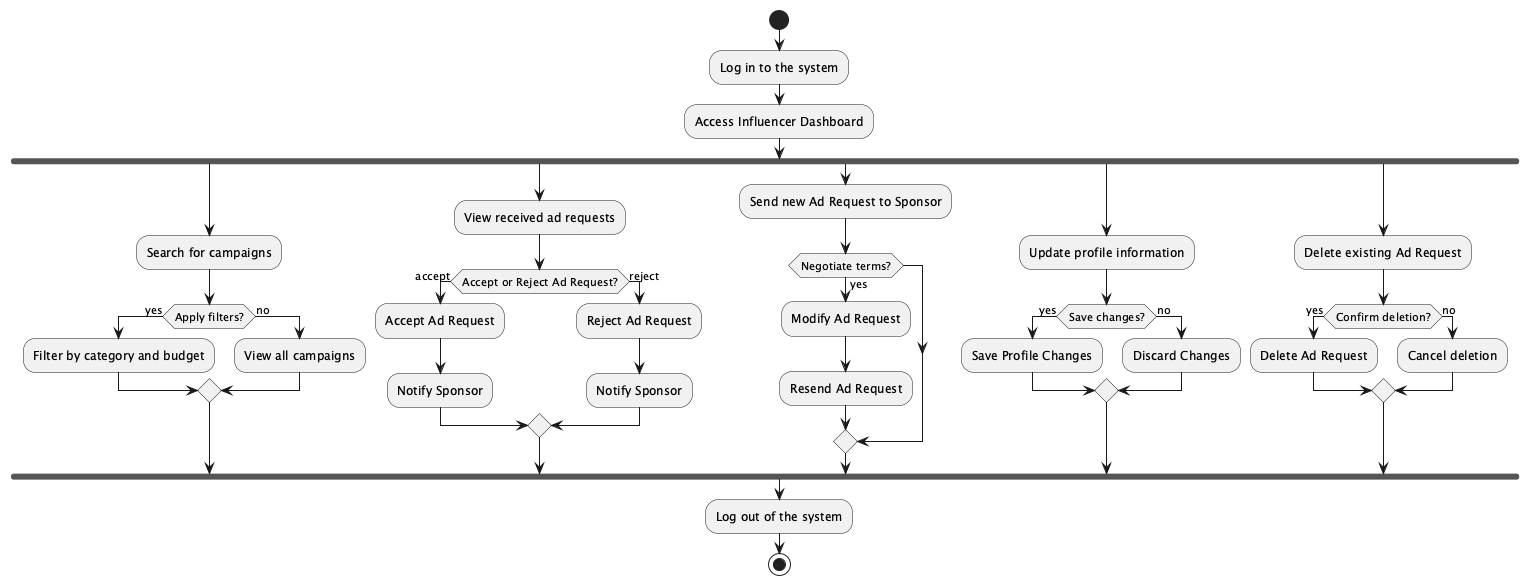 Log in to the system
Access Influencer Dashboard
Search for campaigns
Apply filters?
yes
no
Filter by category and budget
View all campaigns
View received ad requests
Accept or Reject Ad Request?
accept
reject
Accept Ad Request
Reject Ad Request
Notify Sponsor
Notify Sponsor
Send new Ad Request to Sponsor
Negotiate terms?
yes
Modify Ad Request
Resend Ad Request
Update profile information
Save changes?
yes
no
Save Profile Changes
Discard Changes
Delete existing Ad Request
Confirm deletion?
yes
no
Delete Ad Request
Cancel deletion
Log out of the system